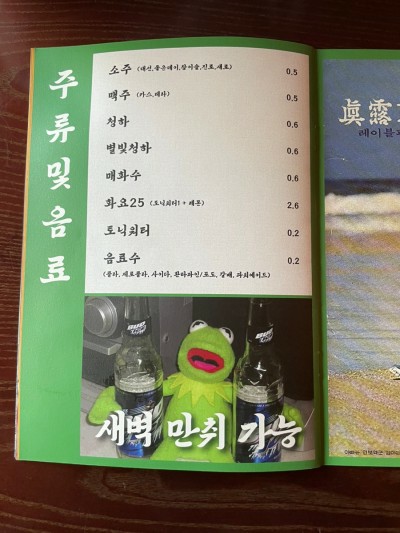 주류 및 음료
소주 (대선,좋은데이,참이슬,진로,새로) 0.5
맥주 (카스,테라) 0.5
청하 0.6
별빛청하 0.6
매화수 0.6
화요25 (토닉워터1 + 레몬) 2.6
토닉워터 0.2
음료수 0.2
(콜라, 제로콜라, 사이다, 환타파인/포도, 갈배, 파워에이드)
새벽 만취 가능
眞露
레이블